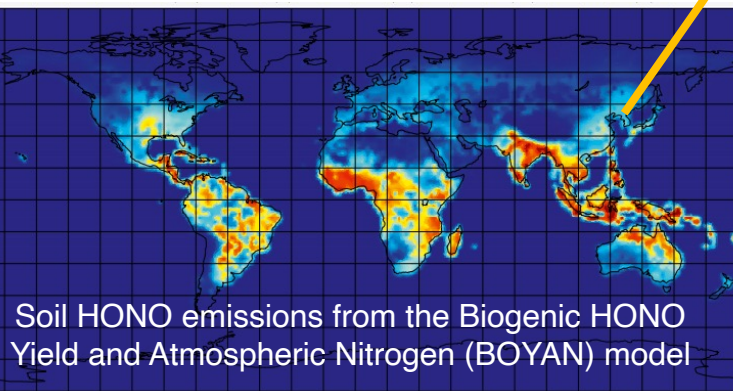 Soil HONO emissions from the Biogenic HONO
Yield and Atmospheric Nitrogen (BOYAN) model